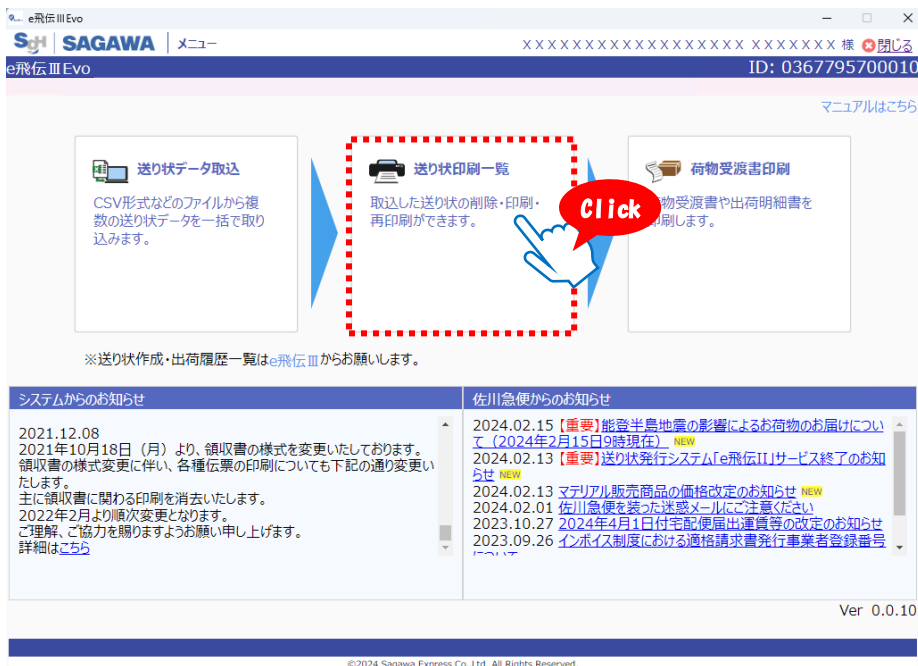 e飛伝ⅢEvo
SGH SAGAWA メニュー
XXXXXXXXXXXXXXXXXX XXXXXXX 様 閉じる
e飛伝ⅢEvo
ID: 0367795700010
マニュアルはこちら
送り状データ取込
CSV形式などのファイルから複
数の送り状データを一括で取り
込みます。
送り状印刷一覧
取込した送り状の削除・印刷・
再印刷ができます。
Click
荷物受渡書印刷
物受渡書や出荷明細書を
印刷します。
※送り状作成・出荷履歴一覧はe飛伝Ⅲからお願いします。
システムからのお知らせ
2021.12.08
2021年10月18日（月）より、領収書の様式を変更いたしております。
領収書の様式変更に伴い、各種伝票の印刷についても下記の通り変更い
たします。
主に領収書に関わる印刷を消去いたします。
2022年2月より順次変更となります。
ご理解、ご協力を賜りますようお願い申し上げます。
詳細はこちら
佐川急便からのお知らせ
2024.02.15【重要】能登半島地震の影響によるお荷物のお届けについ
て（2024年2月15日9時現在） NEW
2024.02.13【重要】送り状発行システム「e飛伝II」サービス終了のお知
らせ NEW
2024.02.13 マテリアル販売商品の価格改定のお知らせ NEW
2024.02.01 佐川急便を装った迷惑メールにご注意ください
2023.10.27 2024年4月1日付宅配便届出運賃等の改定のお知らせ
2023.09.26 インボイス制度における適格請求書発行事業者登録番号
Ver 0.0.10
©2024 Sagawa Express Co.,Ltd. All Rights Reserved.